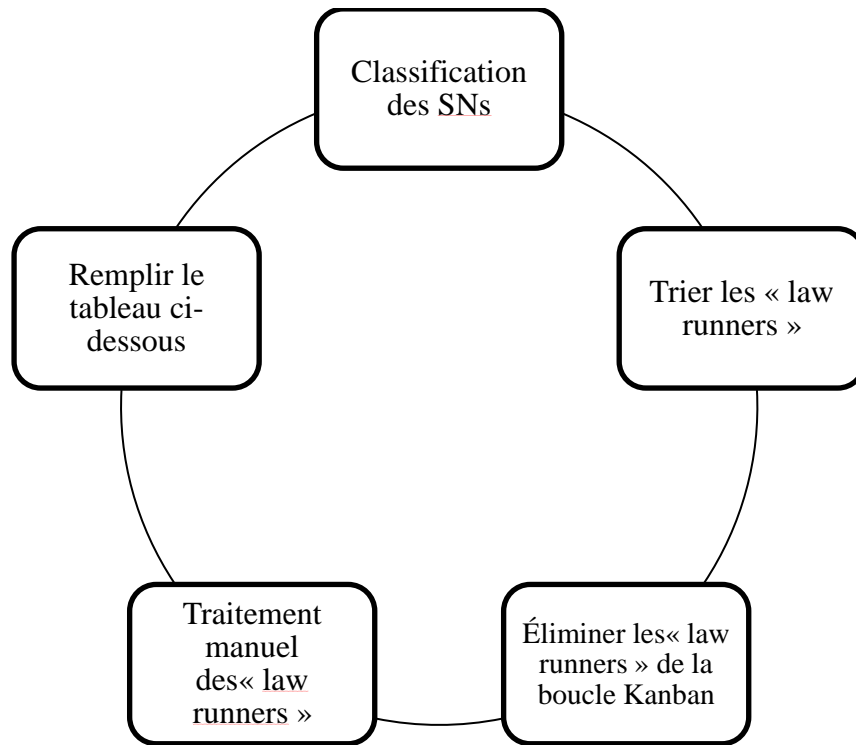 Classification
des SNs
Trier les « law
runners »
Éliminer les« law
runners » de la
boucle Kanban
Traitement
manuel
des« law
runners »
Remplir le
tableau ci-
dessous